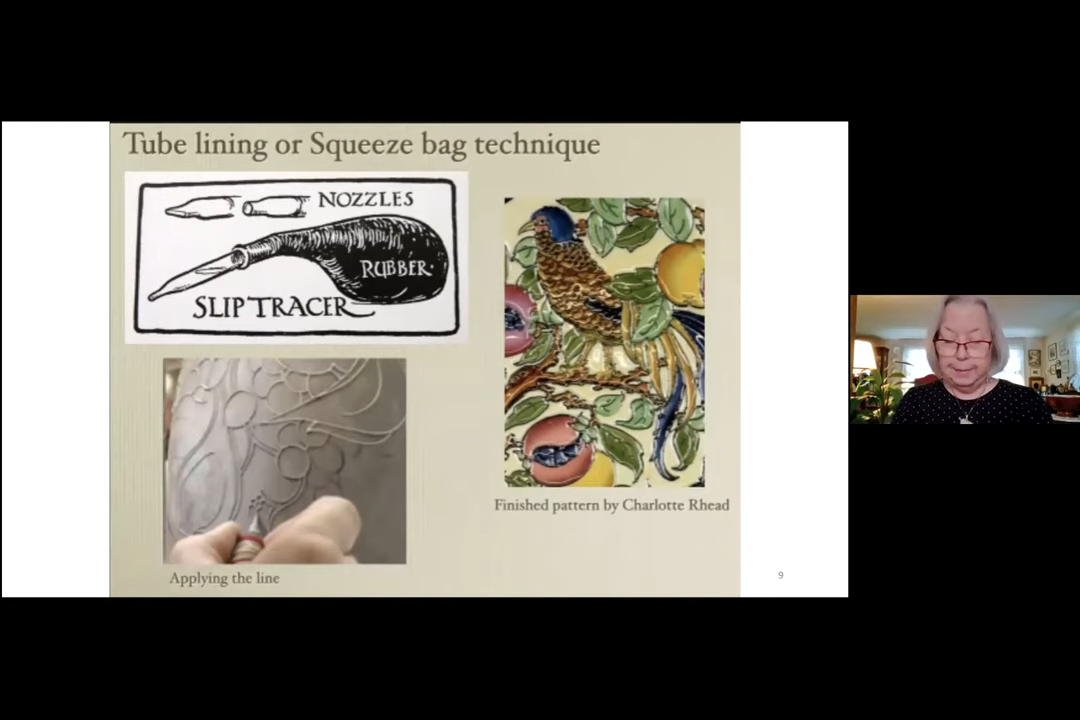 Tube lining or Squeeze bag technique
NOZZLES
RUBBER
SLIP TRACER
Applying the line
Finished pattern by Charlotte Rhead
9